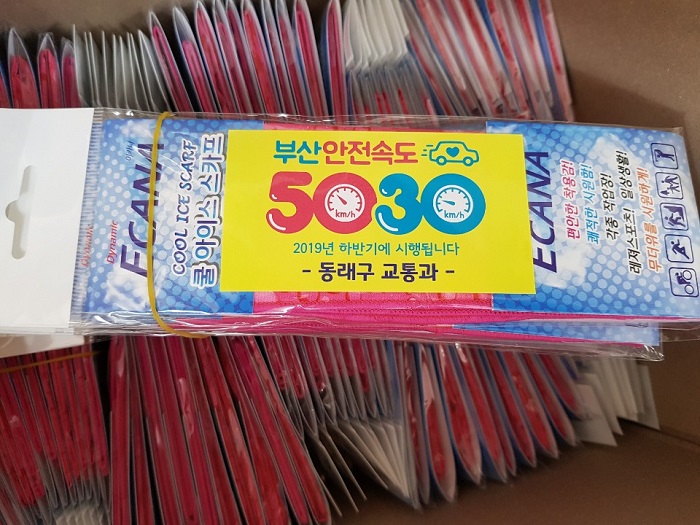 부산안전속도
5030
km/h km/h
2019년 하반기에 시행됩니다
- 동래구 교통과 -
Dynamic
ECANA
COOL ICE SCARF
쿨 아이스 스카프
ECANA
편안한 착용감!
쾌적한 시원함!
각종 작업장!
레저스포츠! 일상생활!
무더위를 시원하게!